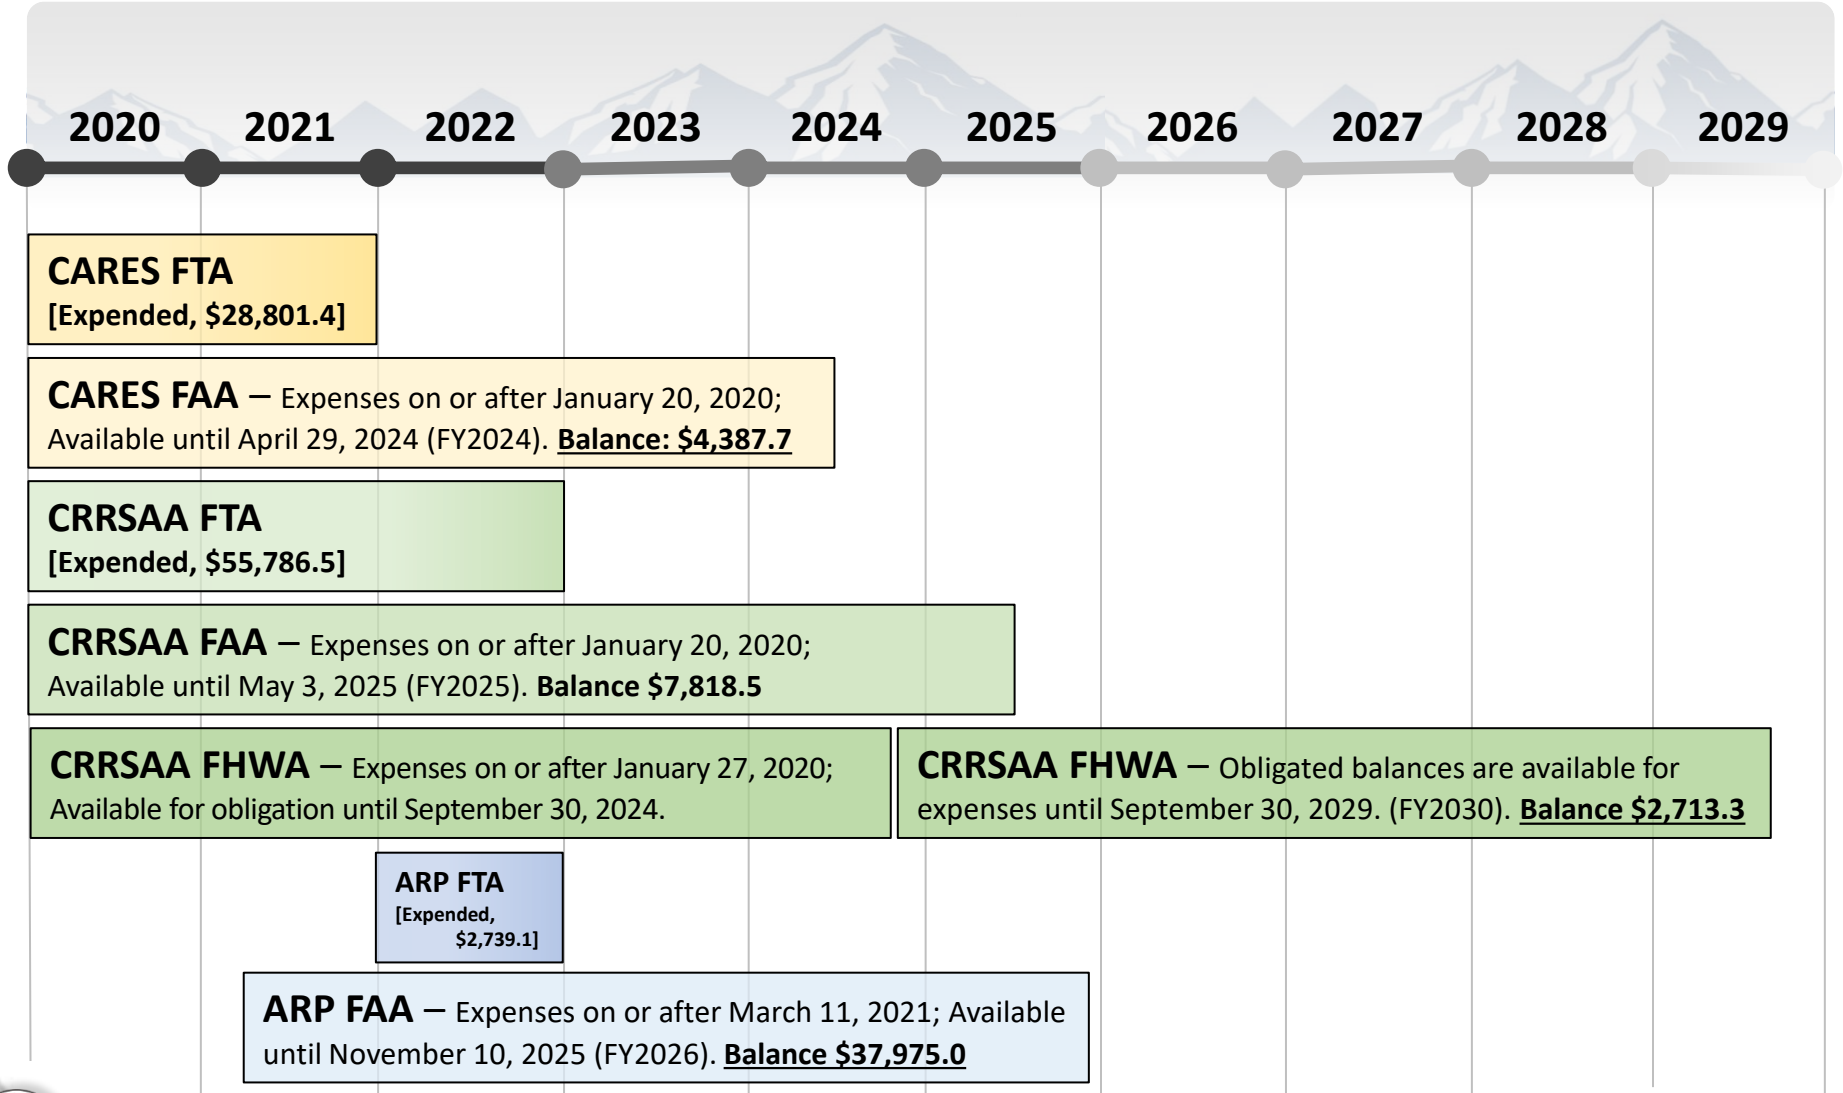 2020 2021 2022 2023 2024 2025 2026 2027 2028 2029
CARES FTA
[Expended, $28,801.4]
CARES FAA – Expenses on or after January 20, 2020;
Available until April 29, 2024 (FY2024). Balance: $4,387.7
CRRSAA FTA
[Expended, $55,786.5]
CRRSAA FAA – Expenses on or after January 20, 2020;
Available until May 3, 2025 (FY2025). Balance $7,818.5
CRRSAA FHWA – Expenses on or after January 27, 2020;
Available for obligation until September 30, 2024.
CRRSAA FHWA – Obligated balances are available for
expenses until September 30, 2029. (FY2030). Balance $2,713.3
ARP FTA
[Expended,
$2,739.1]
ARP FAA – Expenses on or after March 11, 2021; Available
until November 10, 2025 (FY2026). Balance $37,975.0